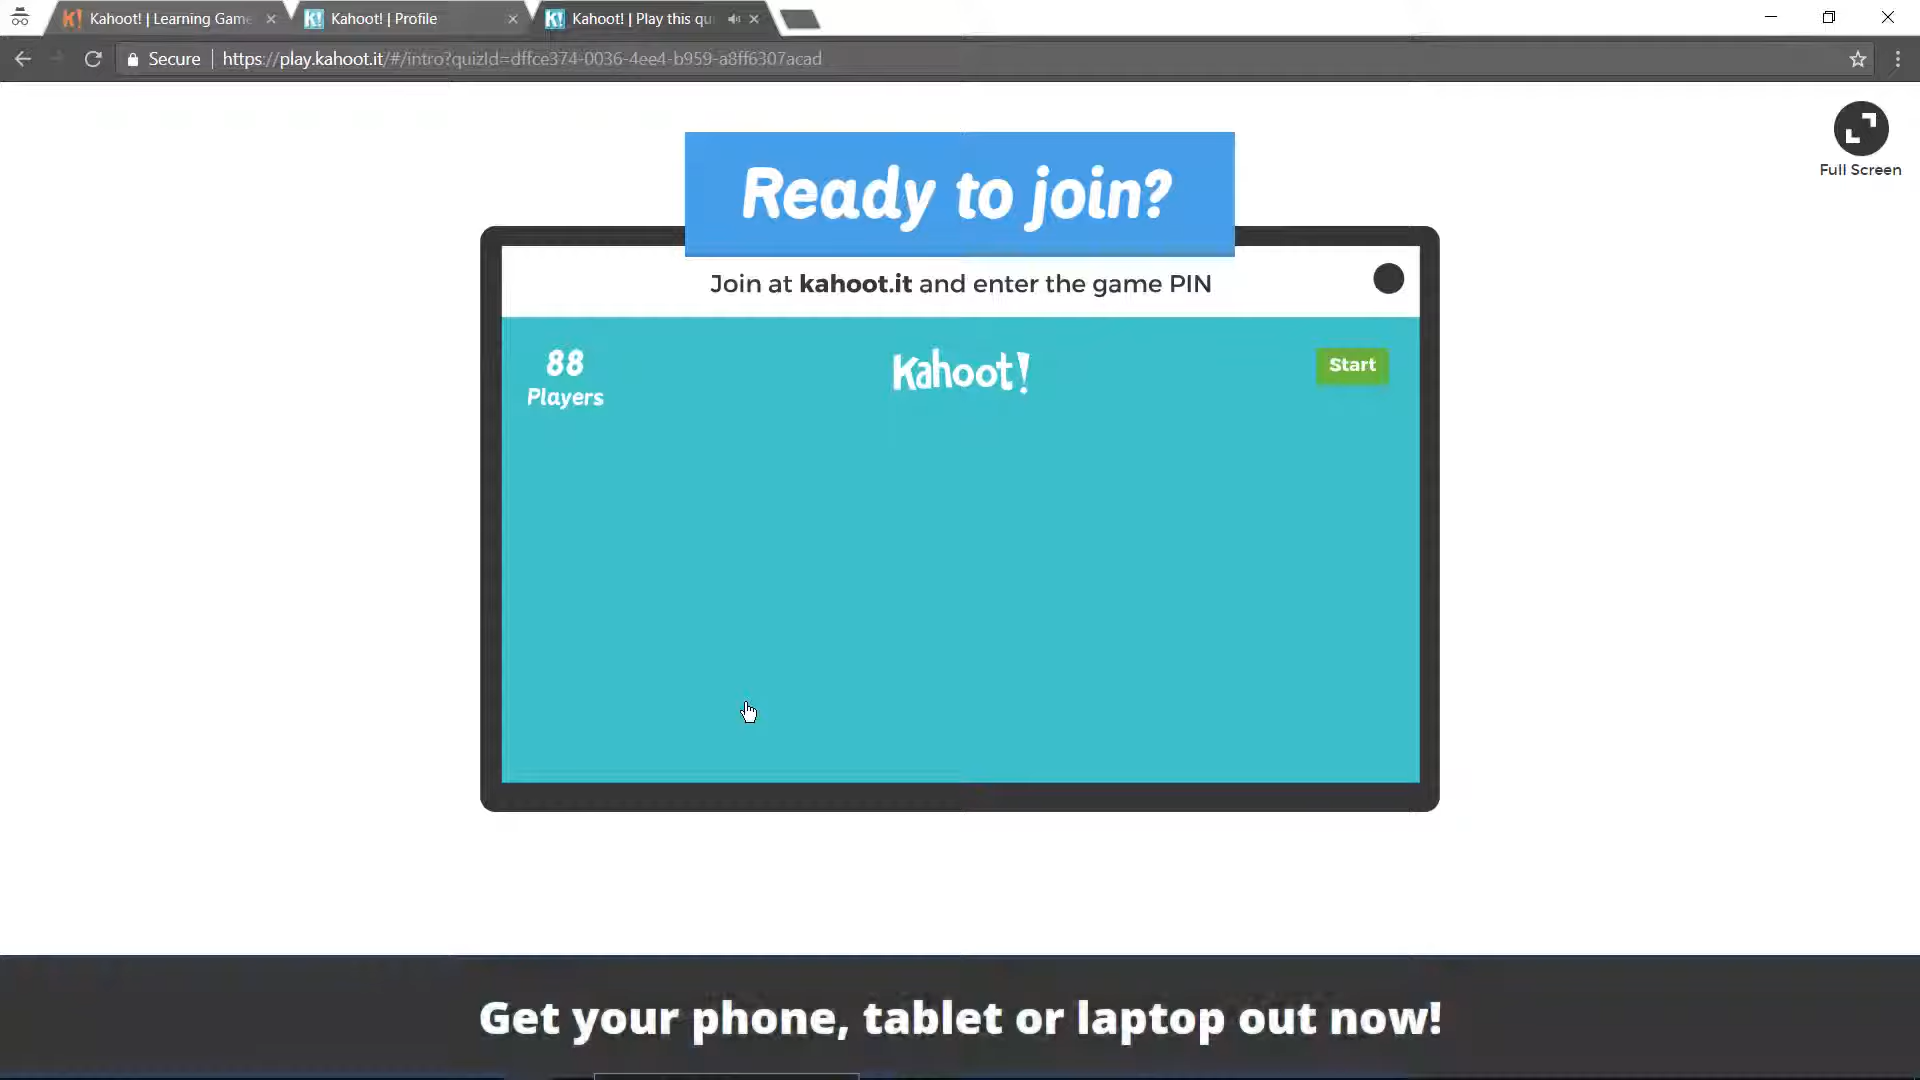 Kahoot! | Learning Game
Kahoot! | Profile
Kahoot! | Play this qu
Secure
https://play.kahoot.it/#/intro?quizId=dffce374-0036-4ee4-b959-a8ff6307acad
Full Screen
Ready to join?
Join at kahoot.it and enter the game PIN
88
Players
Kahoot!
Start
Get your phone, tablet or laptop out now!